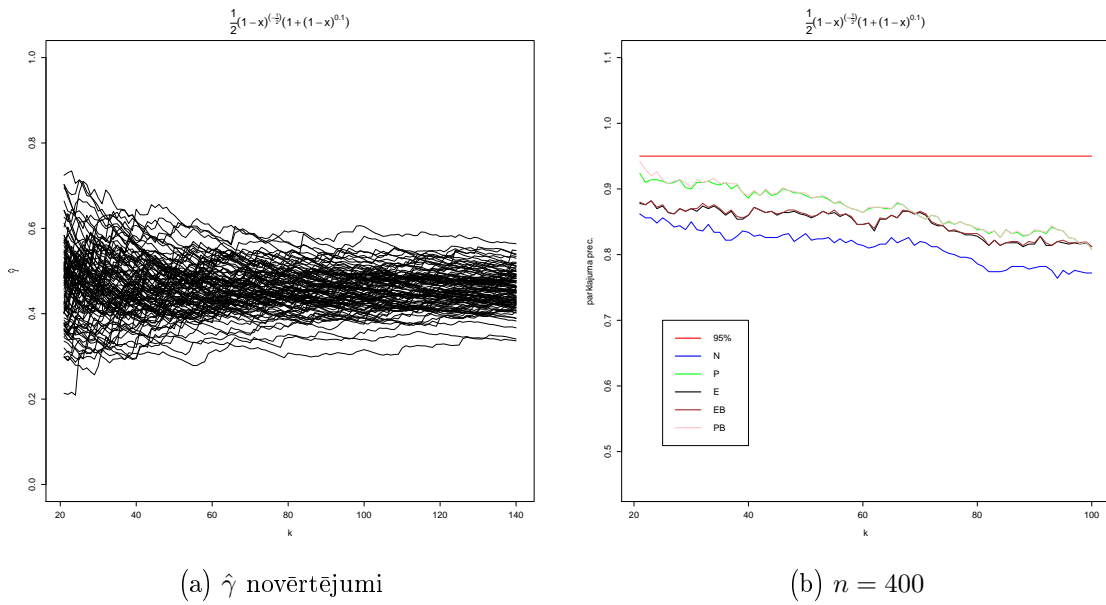 1/2(1−x)^(−1/2)(1+(1−x)^0.1)
1.0
0.8
0.6
0.4
0.2
0.0
γ̂
20 40 60 80 100 120 140
k
(a) γ̂ novērtējumi
1/2(1−x)^(−1/2)(1+(1−x)^0.1)
1.1
1.0
0.9
0.8
0.7
0.6
0.5
parklajuma prec.
95%
N
P
E
EB
PB
20 40 60 80 100
k
(b) n = 400